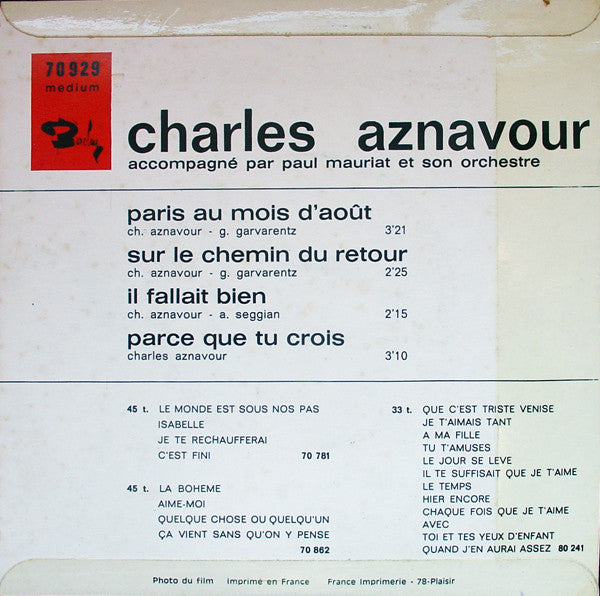 70929
medium
Barclay
charles aznavour
accompagné par paul mauriat et son orchestre
paris au mois d'août
ch. aznavour - g. garvarentz 3'21
sur le chemin du retour
ch. aznavour - g. garvarentz 2'25
il fallait bien
ch. aznavour - a. seggian 2'15
parce que tu crois
charles aznavour 3'10
45 t. LE MONDE EST SOUS NOS PAS
ISABELLE
JE TE RECHAUFFERAI
C'EST FINI 70 781
45 t. LA BOHEME
AIME-MOI
QUELQUE CHOSE OU QUELQU'UN
ÇA VIENT SANS QU'ON Y PENSE
70 862
33 t. QUE C'EST TRISTE VENISE
JE T'AIMAIS TANT
A MA FILLE
TU T'AMUSES
LE JOUR SE LEVE
IL TE SUFFISAIT QUE JE T'AIME
LE TEMPS
HIER ENCORE
CHAQUE FOIS QUE JE T'AIME
AVEC
TOI ET TES YEUX D'ENFANT
QUAND J'EN AURAI ASSEZ 80 241
Photo du film Imprimé en France France Imprimerie - 78-Plaisir